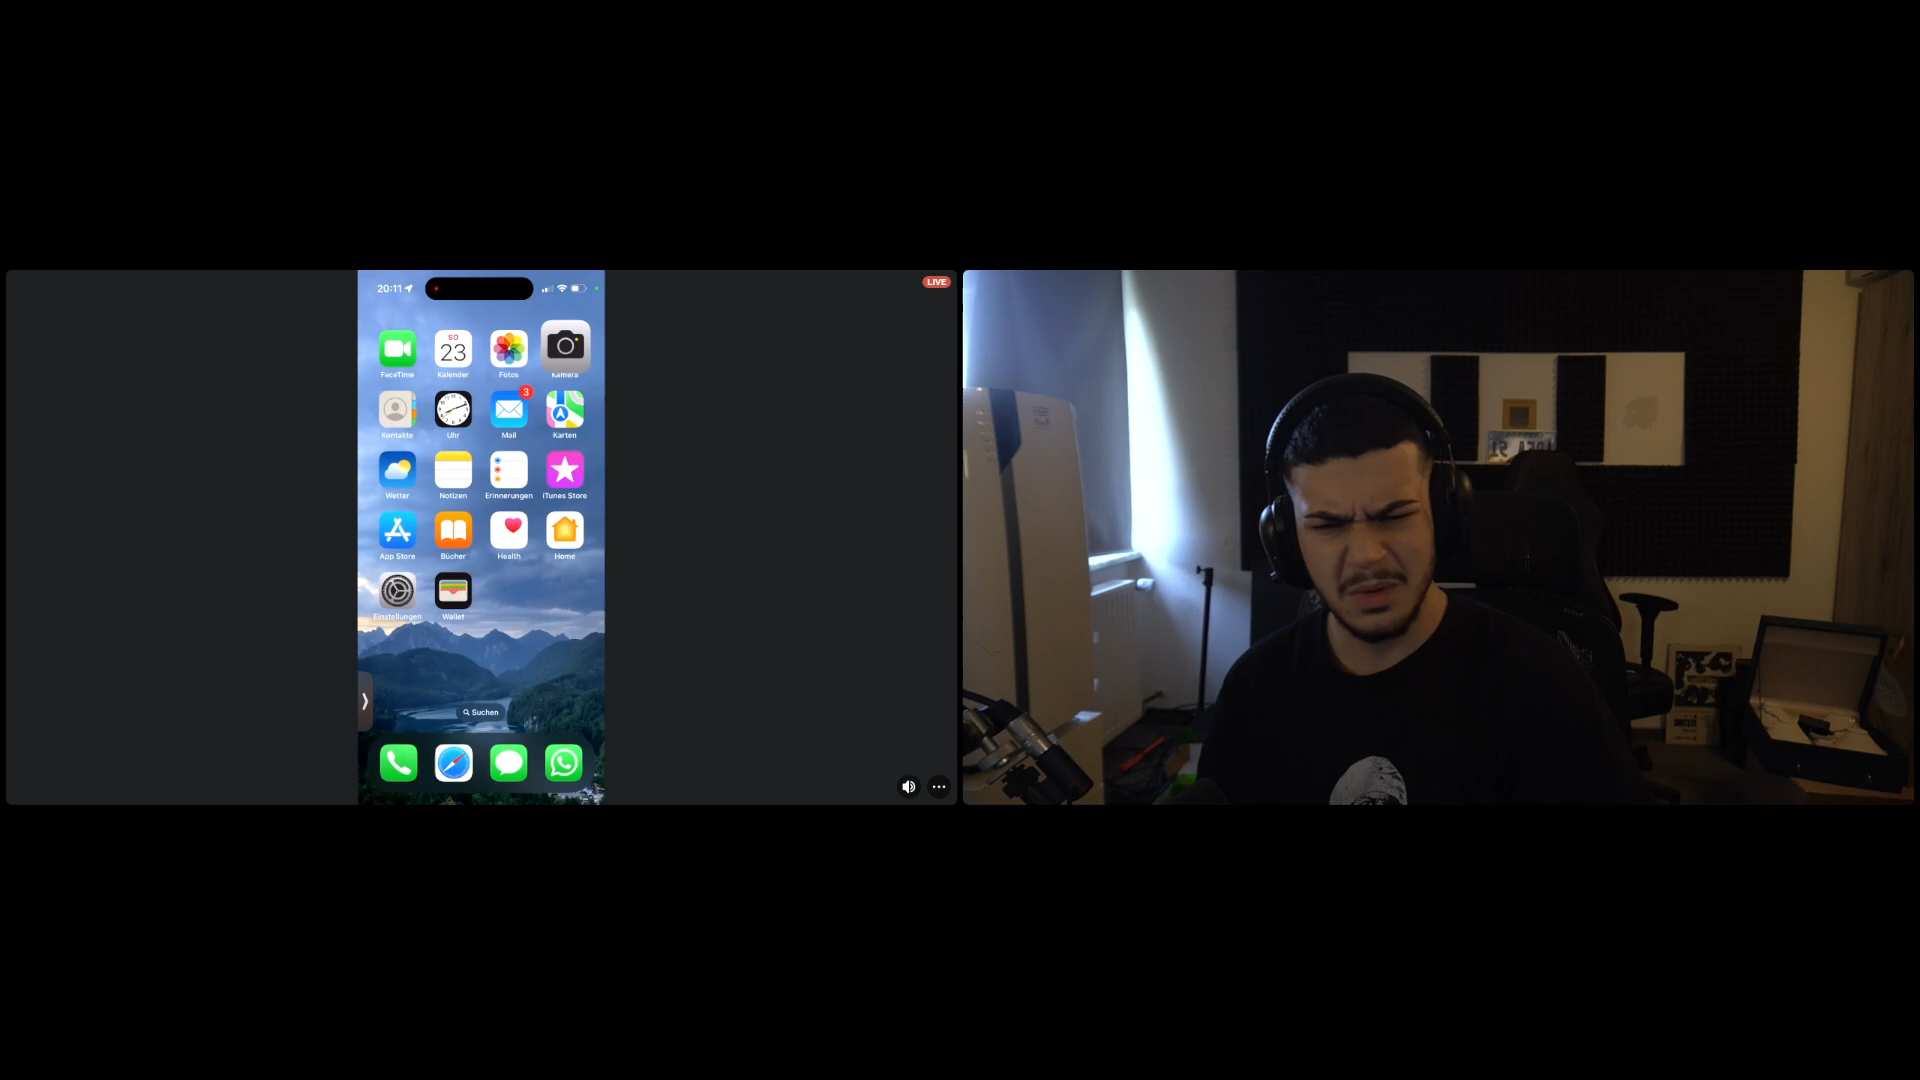 20:11
LIVE
SO
23
FaceTime
Kalender
Fotos
Kamera
3
Kontakte
Uhr
Mail
Karten
Wetter
Notizen
Erinnerungen
iTunes Store
App Store
Bücher
Health
Home
Einstellungen
Wallet
Suchen